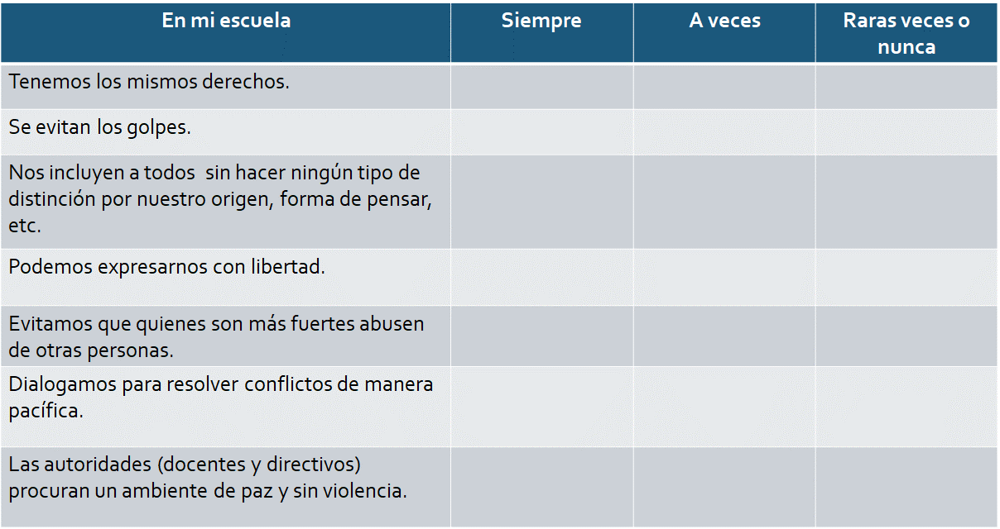 En mi escuela
Siempre
A veces
Raras veces o
nunca
Tenemos los mismos derechos.
Se evitan los golpes.
Nos incluyen a todos  sin hacer ningún tipo de
distinción por nuestro origen, forma de pensar,
etc.
Podemos expresarnos con libertad.
Evitamos que quienes son más fuertes abusen
de otras personas.
Dialogamos para resolver conflictos de manera
pacífica.
Las autoridades (docentes y directivos)
procuran un ambiente de paz y sin violencia.